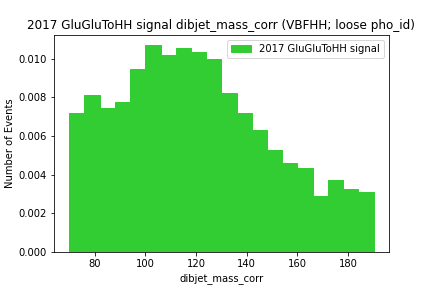 2017 GluGluToHH signal dibjet_mass_corr (VBFHH; loose pho_id)
2017 GluGluToHH signal
Number of Events
0.010
0.008
0.006
0.004
0.002
0.000
80 100 120 140 160 180
dibjet_mass_corr